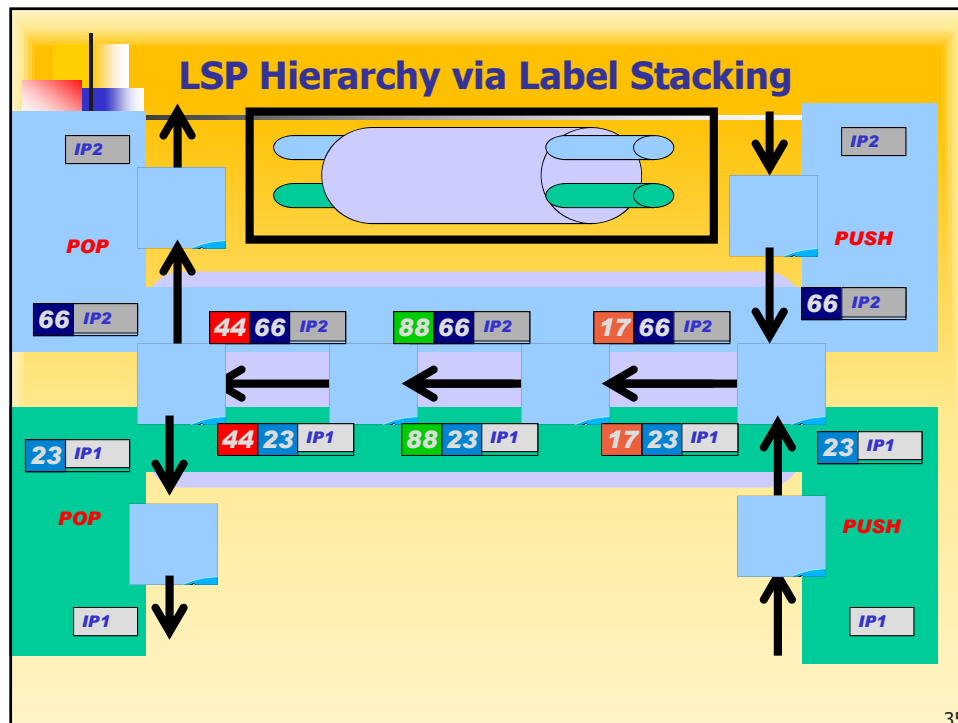 LSP Hierarchy via Label Stacking
IP2
IP2
POP
PUSH
66 IP2
44 66 IP2
88 66 IP2
17 66 IP2
66 IP2
23 IP1
44 23 IP1
88 23 IP1
17 23 IP1
23 IP1
POP
PUSH
IP1
IP1